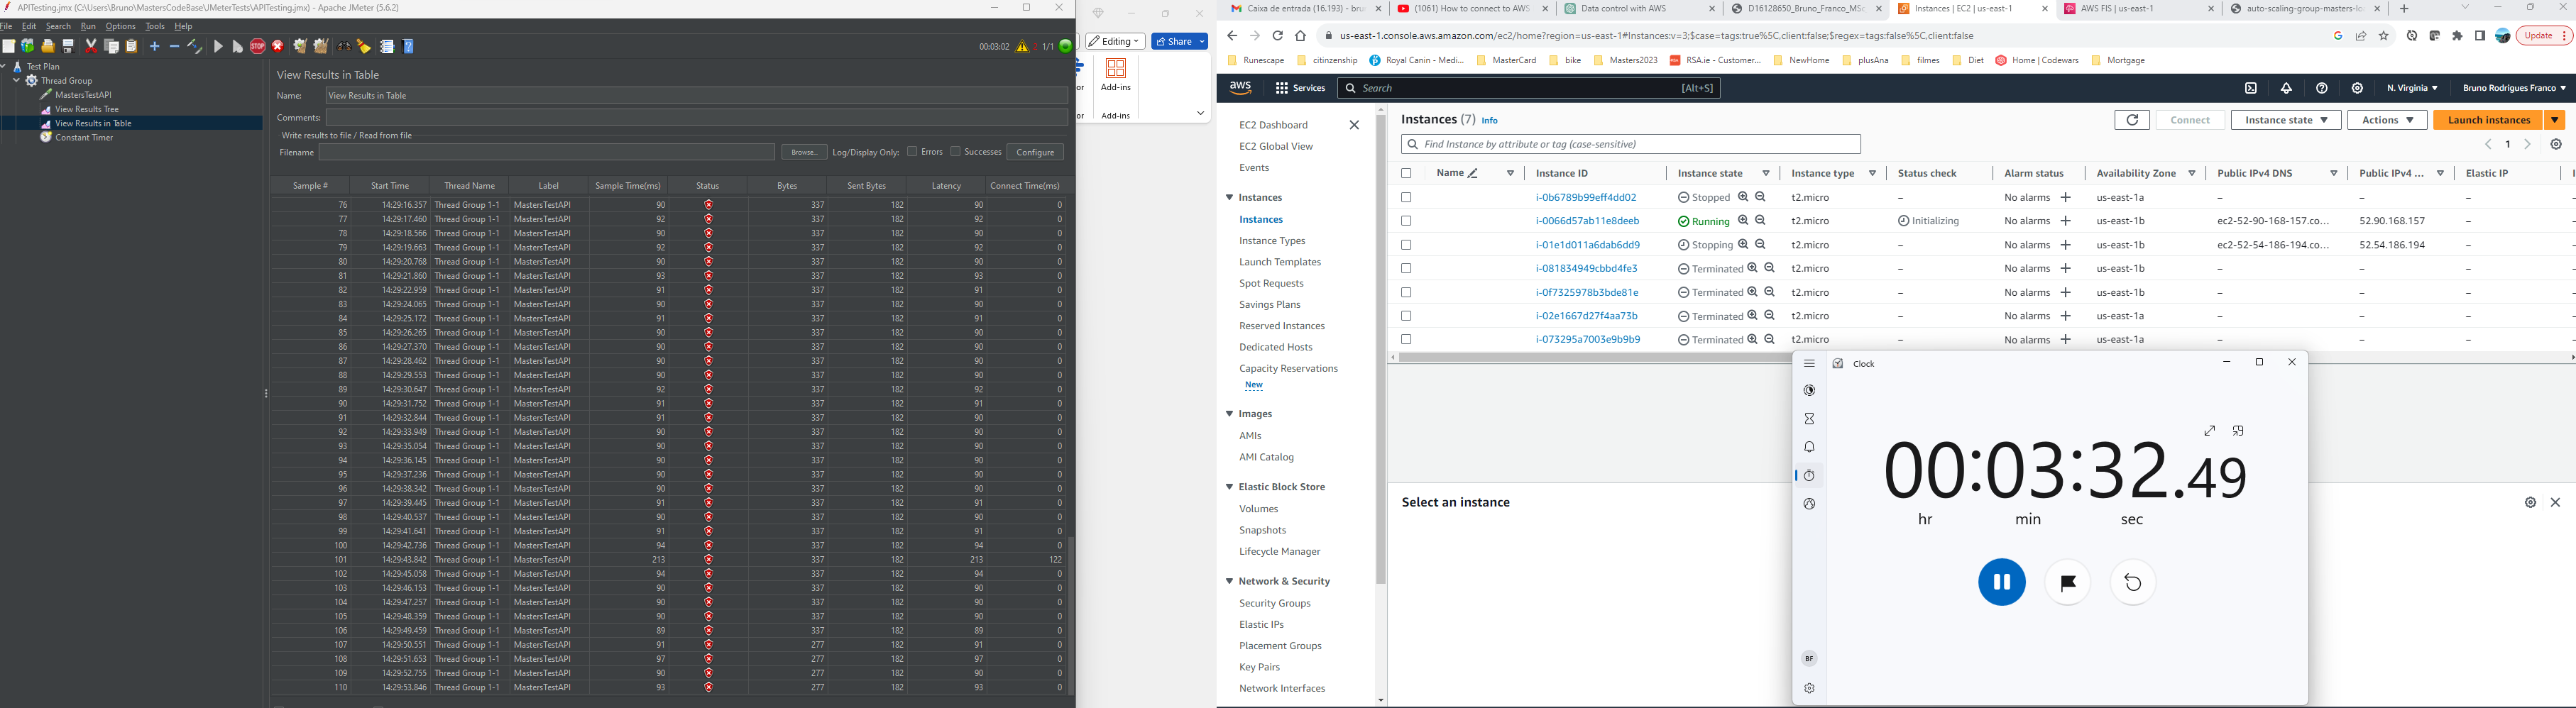 APITesting.jmx (C:\Users\Bruno\MastersCodeBase\JMeterTests\APITesting.jmx) - Apache JMeter (5.6.2)
File Edit Search Run Options Tools Help
00:03:02 1/1
Test Plan
Thread Group
MastersTestAPI
View Results Tree
View Results in Table
Constant Timer
View Results in Table
Name: View Results in Table
Comments:
Write results to file / Read from file
Filename Browse... Log/Display Only: Errors Successes Configure
Sample # Start Time Thread Name Label Sample Time(ms) Status Bytes Sent Bytes Latency Connect Time(ms)
76 14:29:16.357 Thread Group 1-1 MastersTestAPI 90 337 182 90 0
77 14:29:17.460 Thread Group 1-1 MastersTestAPI 92 337 182 92 0
78 14:29:18.566 Thread Group 1-1 MastersTestAPI 90 337 182 90 0
79 14:29:19.663 Thread Group 1-1 MastersTestAPI 92 337 182 92 0
80 14:29:20.768 Thread Group 1-1 MastersTestAPI 90 337 182 90 0
81 14:29:21.860 Thread Group 1-1 MastersTestAPI 93 337 182 93 0
82 14:29:22.959 Thread Group 1-1 MastersTestAPI 91 337 182 91 0
83 14:29:24.065 Thread Group 1-1 MastersTestAPI 90 337 182 90 0
84 14:29:25.172 Thread Group 1-1 MastersTestAPI 91 337 182 91 0
85 14:29:26.265 Thread Group 1-1 MastersTestAPI 90 337 182 90 0
86 14:29:27.370 Thread Group 1-1 MastersTestAPI 90 337 182 90 0
87 14:29:28.462 Thread Group 1-1 MastersTestAPI 90 337 182 90 0
88 14:29:29.553 Thread Group 1-1 MastersTestAPI 90 337 182 90 0
89 14:29:30.647 Thread Group 1-1 MastersTestAPI 92 337 182 92 0
90 14:29:31.752 Thread Group 1-1 MastersTestAPI 91 337 182 91 0
91 14:29:32.844 Thread Group 1-1 MastersTestAPI 91 337 182 90 0
92 14:29:33.949 Thread Group 1-1 MastersTestAPI 90 337 182 90 0
93 14:29:35.054 Thread Group 1-1 MastersTestAPI 90 337 182 90 0
94 14:29:36.145 Thread Group 1-1 MastersTestAPI 90 337 182 90 0
95 14:29:37.236 Thread Group 1-1 MastersTestAPI 90 337 182 90 0
96 14:29:38.342 Thread Group 1-1 MastersTestAPI 90 337 182 90 0
97 14:29:39.445 Thread Group 1-1 MastersTestAPI 91 337 182 91 0
98 14:29:40.537 Thread Group 1-1 MastersTestAPI 90 337 182 90 0
99 14:29:41.641 Thread Group 1-1 MastersTestAPI 91 337 182 91 0
100 14:29:42.736 Thread Group 1-1 MastersTestAPI 94 337 182 94 0
101 14:29:43.842 Thread Group 1-1 MastersTestAPI 213 337 182 213 122
102 14:29:45.058 Thread Group 1-1 MastersTestAPI 94 337 182 94 0
103 14:29:46.153 Thread Group 1-1 MastersTestAPI 90 337 182 90 0
104 14:29:47.257 Thread Group 1-1 MastersTestAPI 90 337 182 90 0
105 14:29:48.359 Thread Group 1-1 MastersTestAPI 90 337 182 90 0
106 14:29:49.459 Thread Group 1-1 MastersTestAPI 89 337 182 89 0
107 14:29:50.551 Thread Group 1-1 MastersTestAPI 91 277 182 91 0
108 14:29:51.653 Thread Group 1-1 MastersTestAPI 97 277 182 97 0
109 14:29:52.755 Thread Group 1-1 MastersTestAPI 90 277 182 90 0
110 14:29:53.846 Thread Group 1-1 MastersTestAPI 93 277 182 93 0
Editing Share
or Add-ins
or Add-ins
Caixa de entrada (16.193) - bru (1061) How to connect to AWS Data control with AWS D16128650_Bruno_Franco_MSc Instances | EC2 | us-east-1 AWS FIS | us-east-1 auto-scaling-group-masters-lo
us-east-1.console.aws.amazon.com/ec2/home?region=us-east-1#Instances:v=3;$case=tags:true%5C,client:false;$regex=tags:false%5C,client:false Update
Runescape citinzenship Royal Canin - Medi... MasterCard bike Masters2023 RSA.ie - Customer... NewHome plusAna filmes Diet Home | Codewars Mortgage
aws Services Search [Alt+S] N. Virginia Bruno Rodrigues Franco
EC2 Dashboard
EC2 Global View
Events
Instances
Instances
Instance Types
Launch Templates
Spot Requests
Savings Plans
Reserved Instances
Dedicated Hosts
Capacity Reservations
New
Images
AMIs
AMI Catalog
Elastic Block Store
Volumes
Snapshots
Lifecycle Manager
Network & Security
Security Groups
Elastic IPs
Placement Groups
Key Pairs
Network Interfaces
Instances (7) Info Connect Instance state Actions Launch instances
Find Instance by attribute or tag (case-sensitive) 1
Name Instance ID Instance state Instance type Status check Alarm status Availability Zone Public IPv4 DNS Public IPv4 ... Elastic IP
i-0b6789b99eff4dd02 Stopped t2.micro – No alarms us-east-1a – – –
i-0066d57ab11e8deeb Running t2.micro Initializing No alarms us-east-1b ec2-52-90-168-157.co... 52.90.168.157 –
i-01e1d011a6dab6dd9 Stopping t2.micro – No alarms us-east-1b ec2-52-54-186-194.co... 52.54.186.194 –
i-081834949cbbd4fe3 Terminated t2.micro – No alarms us-east-1b – – –
i-0f7325978b3bde81e Terminated t2.micro – No alarms us-east-1b – – –
i-02e1667d27f4aa73b Terminated t2.micro – No alarms us-east-1a – – –
i-073295a7003e9b9b9 Terminated t2.micro – No alarms us-east-1a – – –
Select an instance
Clock
00:03:32.49
hr min sec
BF